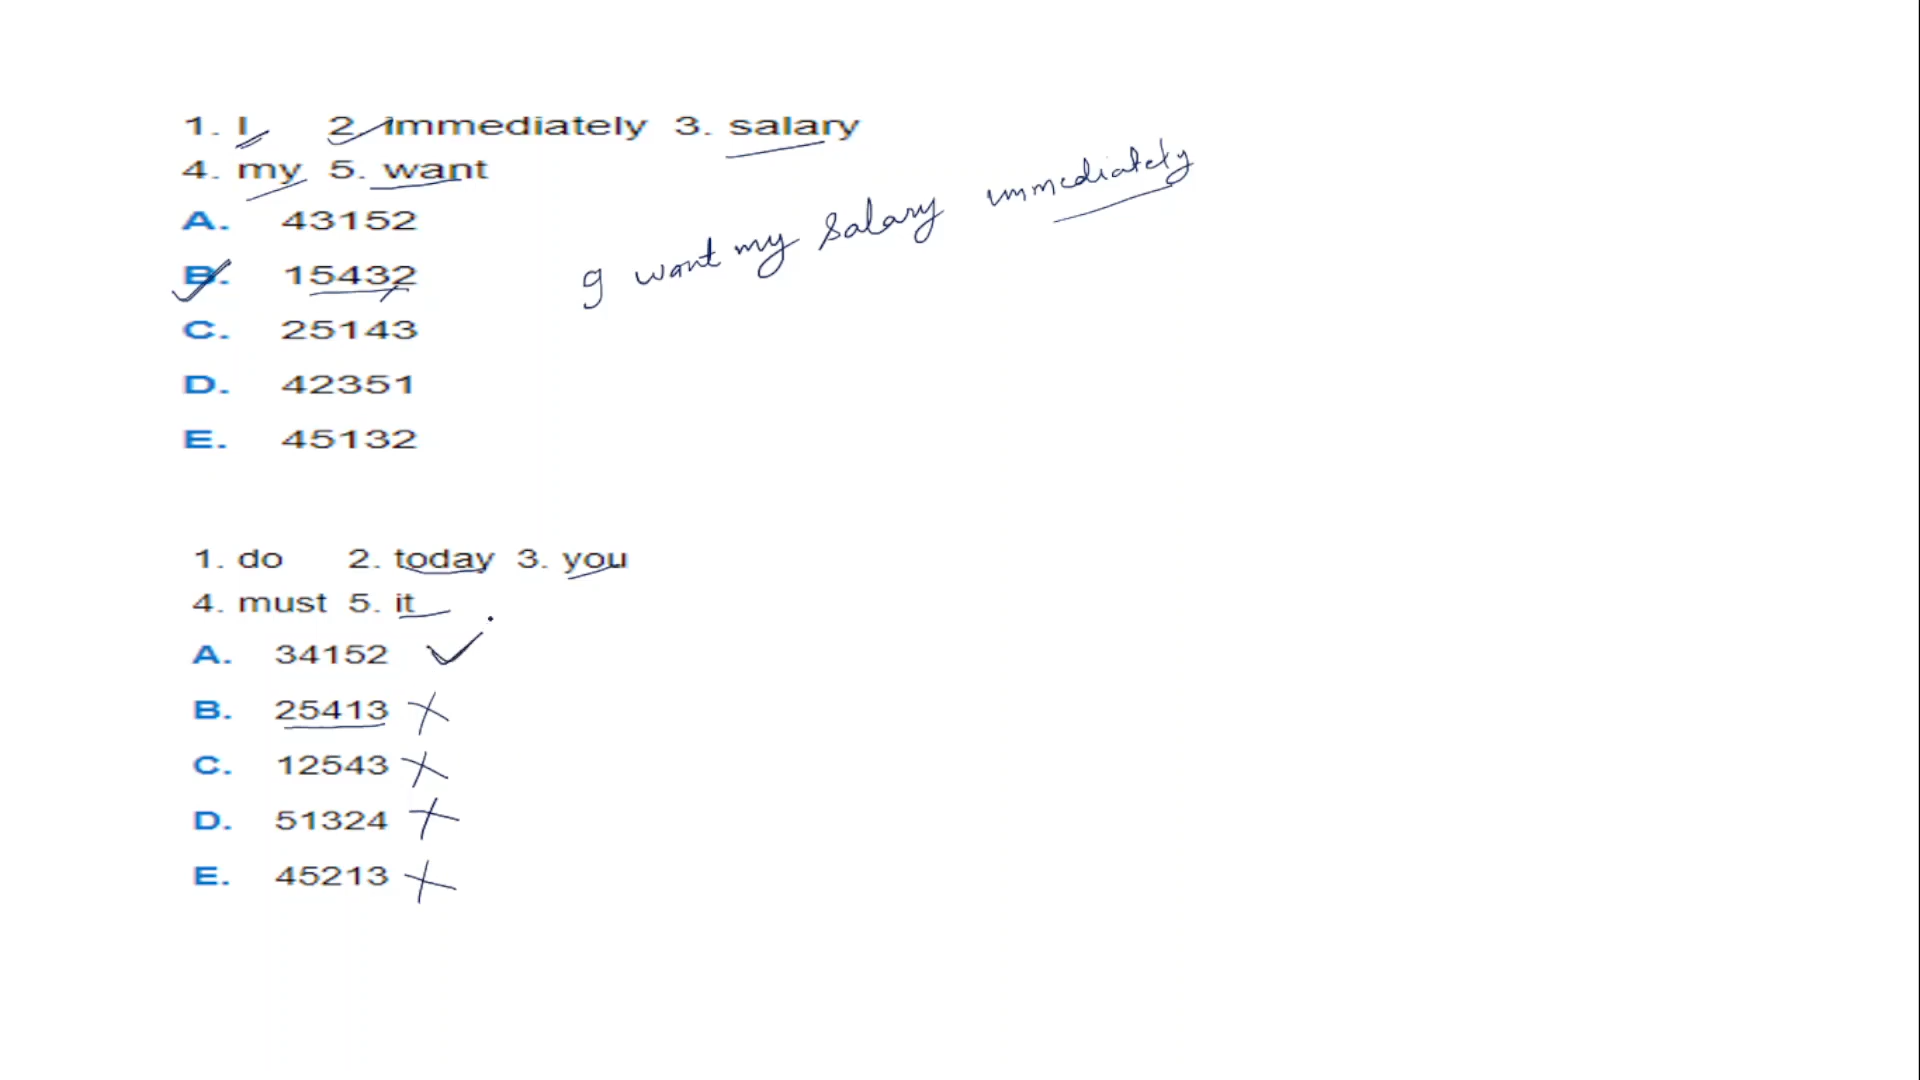 1. I 2. immediately 3. salary
4. my 5. want
A. 43152
B. 15432
C. 25143
D. 42351
E. 45132
I want my salary immediately
1. do 2. today 3. you
4. must 5. it
A. 34152
B. 25413
C. 12543
D. 51324
E. 45213